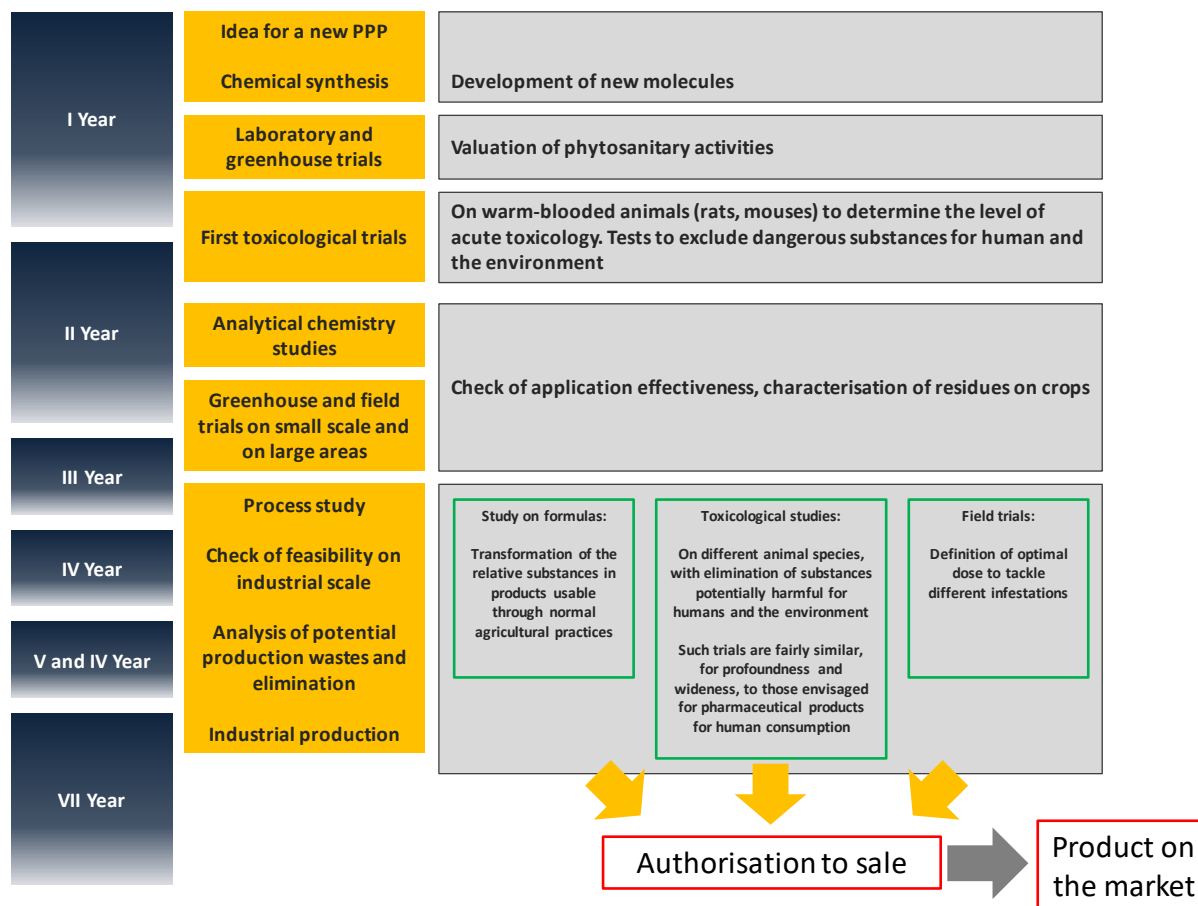 I Year
Idea for a new PPP
Chemical synthesis
Development of new molecules
Laboratory and
greenhouse trials
Valuation of phytosanitary activities
First toxicological trials
On warm-blooded animals (rats, mouses) to determine the level of
acute toxicology. Tests to exclude dangerous substances for human and
the environment
II Year
Analytical chemistry
studies
Greenhouse and field
trials on small scale and
on large areas
Check of application effectiveness, characterisation of residues on crops
III Year
IV Year
V and IV Year
VII Year
Process study
Check of feasibility on
industrial scale
Analysis of potential
production wastes and
elimination
Industrial production
Study on formulas:
Transformation of the
relative substances in
products usable
through normal
agricultural practices
Toxicological studies:
On different animal species,
with elimination of substances
potentially harmful for
humans and the environment
Such trials are fairly similar,
for profoundness and
wideness, to those envisaged
for pharmaceutical products
for human consumption
Field trials:
Definition of optimal
dose to tackle
different infestations
Authorisation to sale
Product on
the market